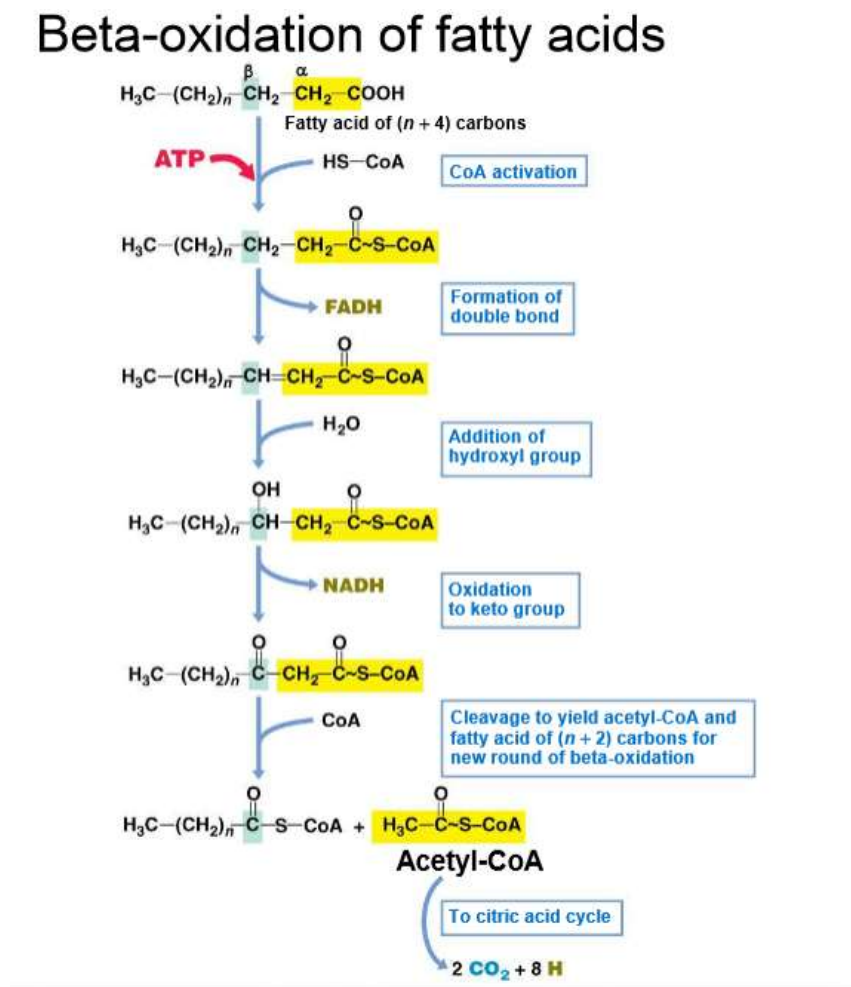 Beta-oxidation of fatty acids
β α
H₃C–(CH₂)ₙ–CH₂–CH₂–COOH
Fatty acid of (n + 4) carbons
ATP
HS–CoA
CoA activation
O
H₃C–(CH₂)ₙ–CH₂–CH₂–C~S–CoA
FADH
Formation of
double bond
O
H₃C–(CH₂)ₙ–CH=CH₂–C~S–CoA
H₂O
Addition of
hydroxyl group
OH O
H₃C–(CH₂)ₙ–CH–CH₂–C~S–CoA
NADH
Oxidation
to keto group
O O
H₃C–(CH₂)ₙ–C–CH₂–C~S–CoA
CoA
Cleavage to yield acetyl-CoA and
fatty acid of (n + 2) carbons for
new round of beta-oxidation
O O
H₃C–(CH₂)ₙ–C–S–CoA + H₃C–C~S–CoA
Acetyl-CoA
To citric acid cycle
2 CO₂ + 8 H